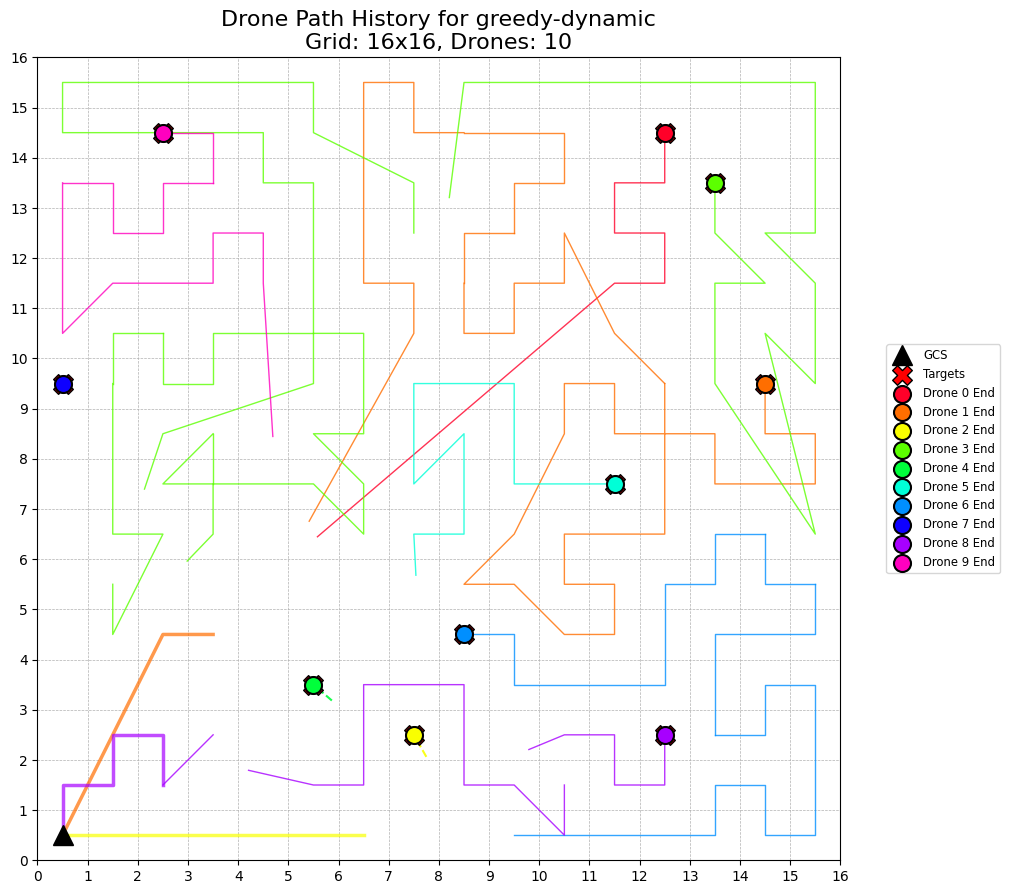 Drone Path History for greedy-dynamic
Grid: 16x16, Drones: 10
16
15
14
13
12
11
10
9
8
7
6
5
4
3
2
1
0
0 1 2 3 4 5 6 7 8 9 10 11 12 13 14 15 16
GCS
Targets
Drone 0 End
Drone 1 End
Drone 2 End
Drone 3 End
Drone 4 End
Drone 5 End
Drone 6 End
Drone 7 End
Drone 8 End
Drone 9 End